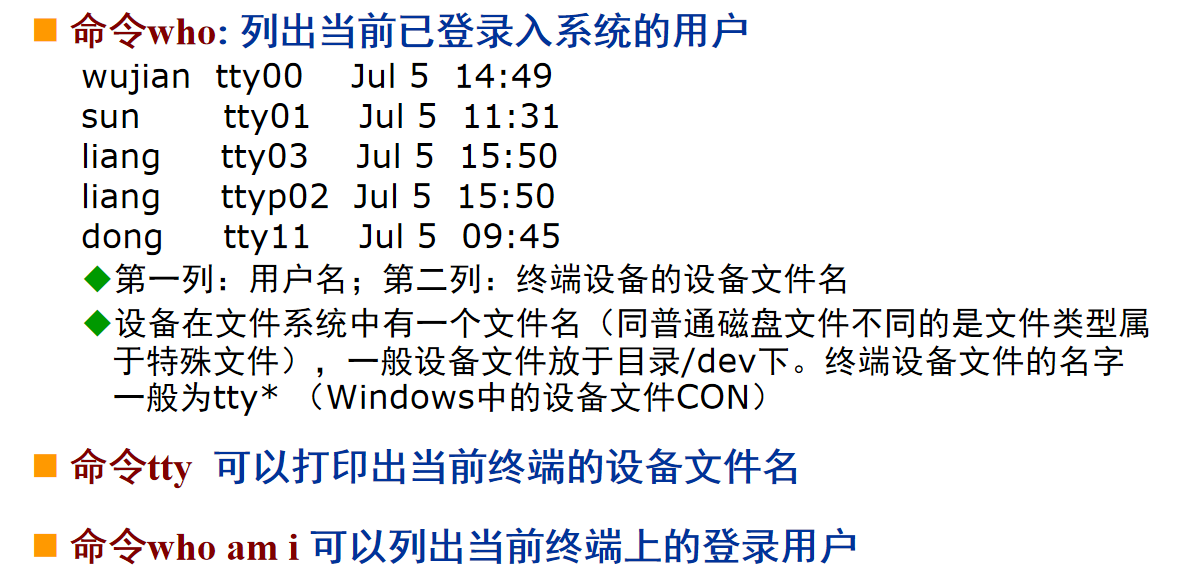 命令who: 列出当前已登录入系统的用户
wujian tty00 Jul 5 14:49
sun tty01 Jul 5 11:31
liang tty03 Jul 5 15:50
liang ttyp02 Jul 5 15:50
dong tty11 Jul 5 09:45
第一列：用户名；第二列：终端设备的设备文件名
设备在文件系统中有一个文件名（同普通磁盘文件不同的是文件类型属
于特殊文件），一般设备文件放于目录/dev下。终端设备文件的名字
一般为tty* （Windows中的设备文件CON）
命令tty 可以打印出当前终端的设备文件名
命令who am i 可以列出当前终端上的登录用户